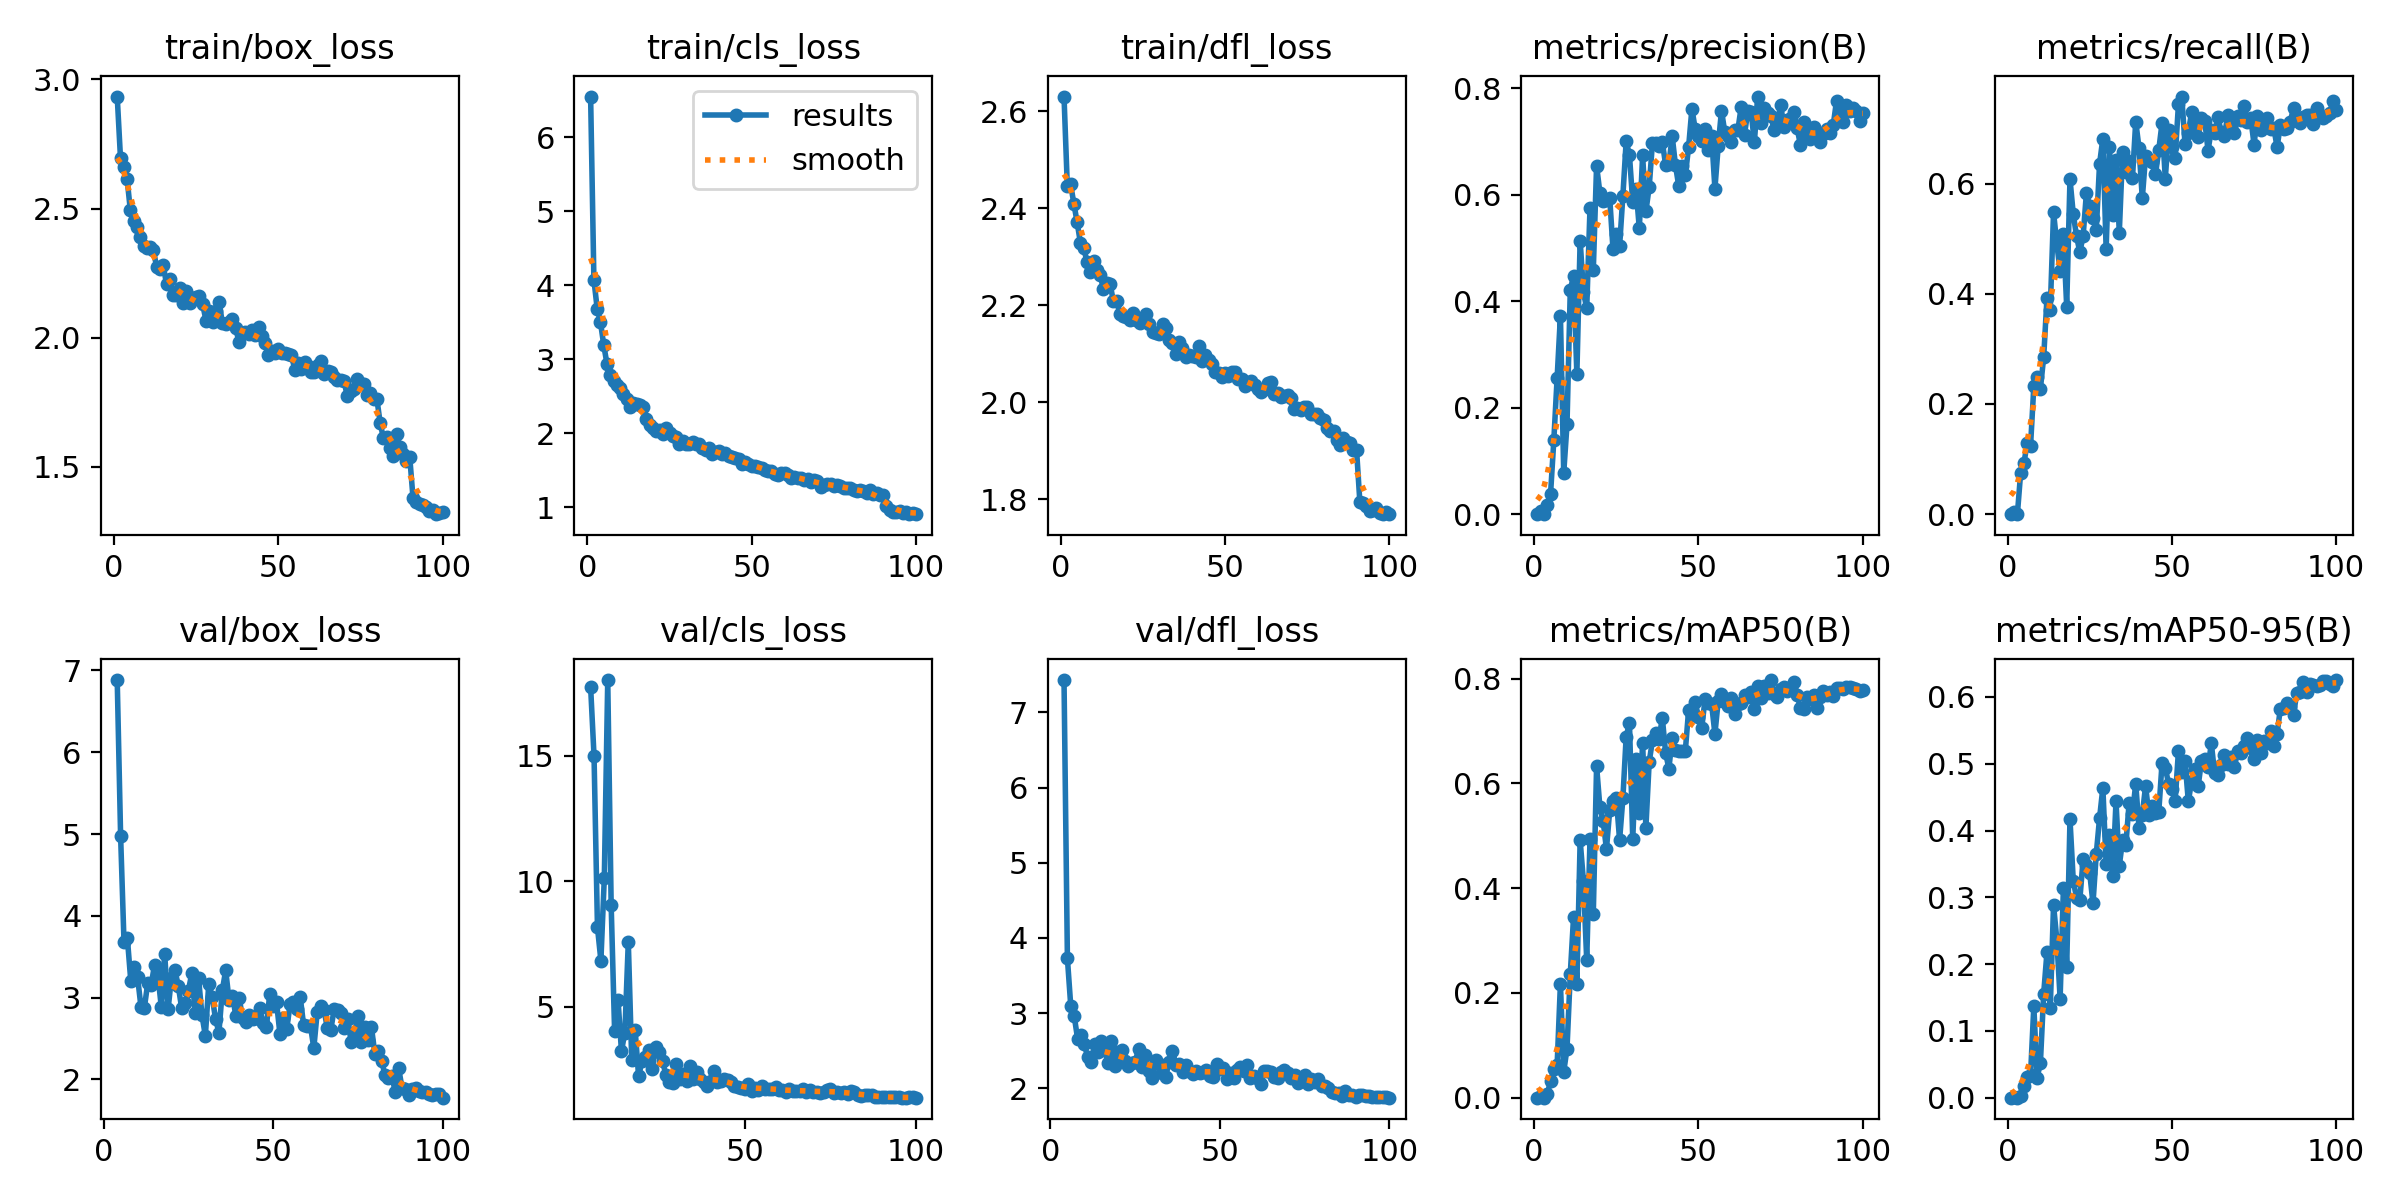 train/box_loss
3.0
2.5
2.0
1.5
0 50 100
train/cls_loss
results
smooth
6
5
4
3
2
1
0 50 100
train/dfl_loss
2.6
2.4
2.2
2.0
1.8
0 50 100
metrics/precision(B)
0.8
0.6
0.4
0.2
0.0
0 50 100
metrics/recall(B)
0.6
0.4
0.2
0.0
0 50 100
val/box_loss
7
6
5
4
3
2
0 50 100
val/cls_loss
15
10
5
50 100
val/dfl_loss
7
6
5
4
3
2
0 50 100
metrics/mAP50(B)
0.8
0.6
0.4
0.2
0.0
0 50 100
metrics/mAP50-95(B)
0.6
0.5
0.4
0.3
0.2
0.1
0.0
0 50 100